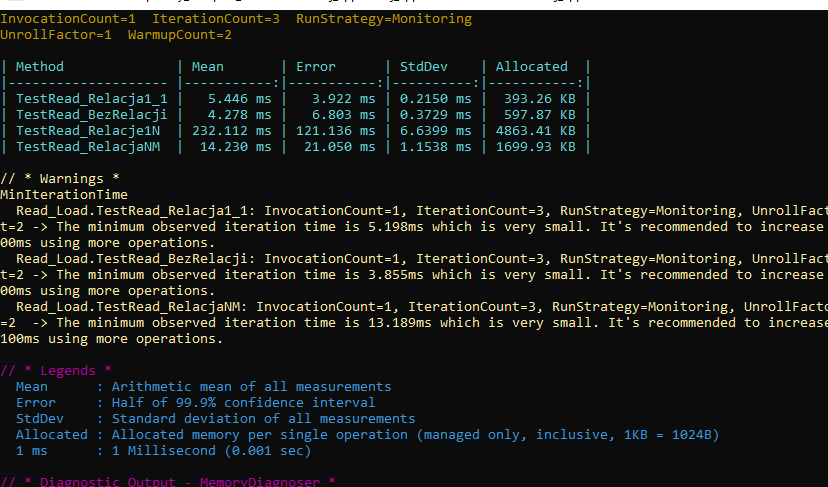 InvocationCount=1  IterationCount=3  RunStrategy=Monitoring
UnrollFactor=1  WarmupCount=2
| Method             | Mean       | Error      | StdDev    | Allocated  |
|------------------- |-----------:|-----------:|----------:|-----------:|
| TestRead_Relacja1_1 |   5.446 ms |   3.922 ms | 0.2150 ms |  393.26 KB |
| TestRead_BezRelacji |   4.278 ms |   6.803 ms | 0.3729 ms |  597.87 KB |
| TestRead_Relacje1N  | 232.112 ms | 121.136 ms | 6.6399 ms | 4863.41 KB |
| TestRead_RelacjaNM  |  14.230 ms |  21.050 ms | 1.1538 ms | 1699.93 KB |
// * Warnings *
MinIterationTime
  Read_Load.TestRead_Relacja1_1: InvocationCount=1, IterationCount=3, RunStrategy=Monitoring, UnrollFact
t=2 -> The minimum observed iteration time is 5.198ms which is very small. It's recommended to increase
00ms using more operations.
  Read_Load.TestRead_BezRelacji: InvocationCount=1, IterationCount=3, RunStrategy=Monitoring, UnrollFact
t=2 -> The minimum observed iteration time is 3.855ms which is very small. It's recommended to increase
00ms using more operations.
  Read_Load.TestRead_RelacjaNM: InvocationCount=1, IterationCount=3, RunStrategy=Monitoring, UnrollFacto
=2  -> The minimum observed iteration time is 13.189ms which is very small. It's recommended to increase
100ms using more operations.
// * Legends *
  Mean      : Arithmetic mean of all measurements
  Error     : Half of 99.9% confidence interval
  StdDev    : Standard deviation of all measurements
  Allocated : Allocated memory per single operation (managed only, inclusive, 1KB = 1024B)
  1 ms      : 1 Millisecond (0.001 sec)
// * Diagnostic Output - MemoryDiagnoser *